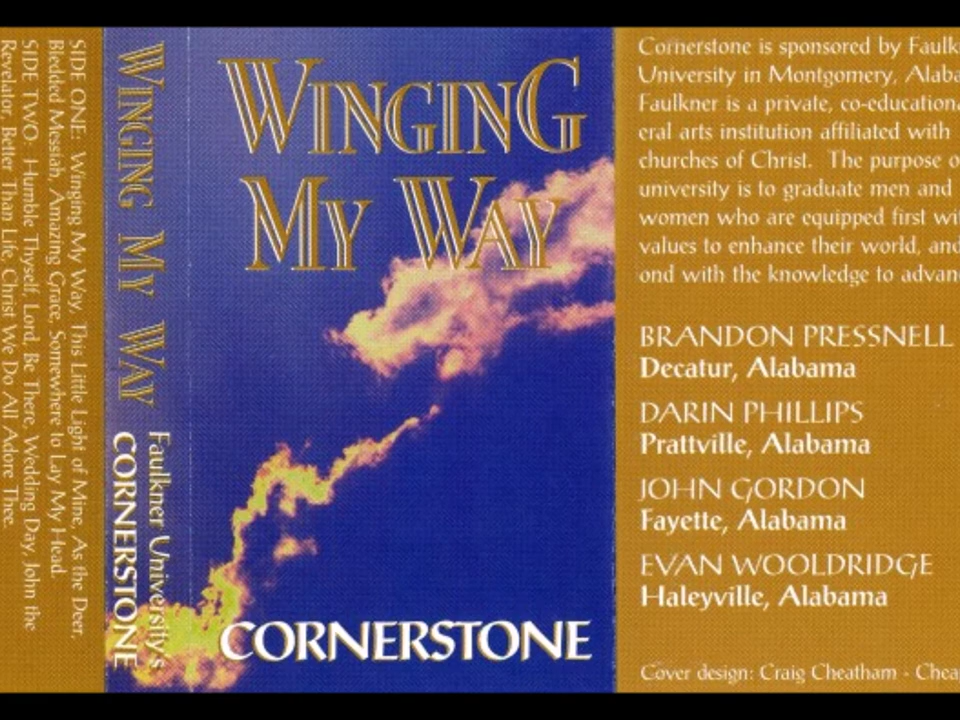 SIDE ONE: Winging My Way, This Little Light of Mine, As the Deer,
Bledded Messiah, Amazing Grace, Somewhere to Lay My Head.
SIDE TWO: Humble Thyself, Lord, Be There, Wedding Day, John the
Revelator, Better Than Life, Christ We Do All Adore Thee.
WINGING MY WAY
Faulkner University's
CORNERSTONE
WINGING
MY WAY
CORNERSTONE
Cornerstone is sponsored by Faulk
University in Montgomery, Alaba
Faulkner is a private, co-educationa
eral arts institution affiliated with
churches of Christ. The purpose o
university is to graduate men and
women who are equipped first wi
values to enhance their world, and
ond with the knowledge to advan
BRANDON PRESSNELL
Decatur, Alabama
DARIN PHILLIPS
Prattville, Alabama
JOHN GORDON
Fayette, Alabama
EVAN WOOLDRIDGE
Haleyville, Alabama
Cover design: Craig Cheatham - Chea